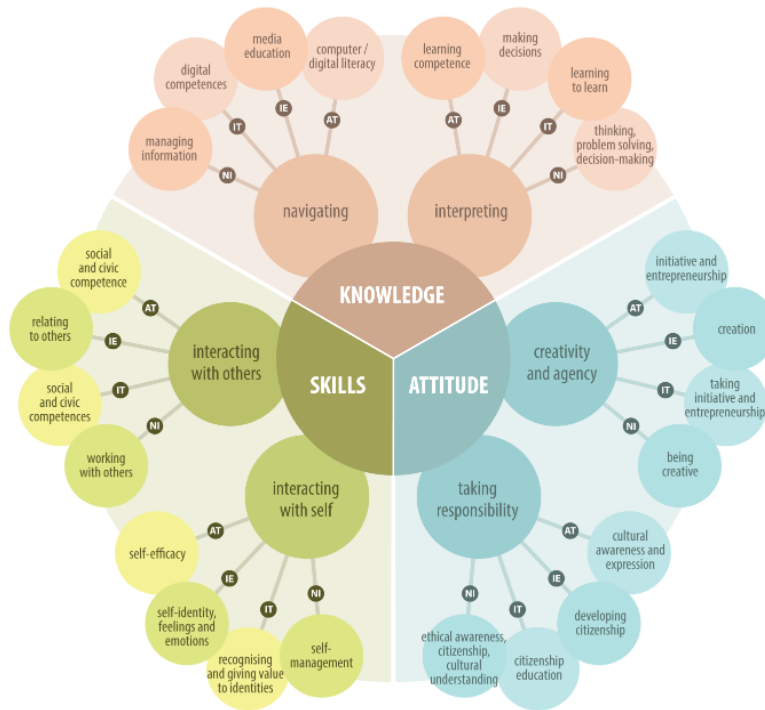 media
education
computer /
digital literacy
digital
competences
managing
information
IE
IT
AT
NI
navigating
learning
competence
making
decisions
learning
to learn
thinking,
problem solving,
decision-making
AT
IE
IT
NI
interpreting
KNOWLEDGE
SKILLS
ATTITUDE
social
and civic
competence
relating
to others
social
and civic
competences
working
with others
AT
IE
IT
NI
interacting
with others
interacting
with self
AT
IE
IT
NI
self-efficacy
self-identity,
feelings and
emotions
recognising
and giving value
to identities
self-
management
creativity
and agency
AT
IE
IT
NI
initiative and
entrepreneurship
creation
taking
initiative and
entrepreneurship
being
creative
taking
responsibility
AT
IE
IT
NI
cultural
awareness and
expression
developing
citizenship
citizenship
education
ethical awareness,
citizenship,
cultural
understanding